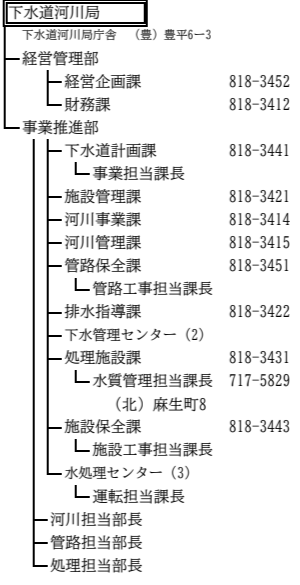 下水道河川局
下水道河川局庁舎 (豊) 豊平6-3
経営管理部
経営企画課 818-3452
財務課 818-3412
事業推進部
下水道計画課 818-3441
事業担当課長
施設管理課 818-3421
河川事業課 818-3414
河川管理課 818-3415
管路保全課 818-3451
管路工事担当課長
排水指導課 818-3422
下水管理センター (2)
処理施設課 818-3431
水質管理担当課長 717-5829
(北) 麻生町8
施設保全課 818-3443
施設工事担当課長
水処理センター (3)
運転担当課長
河川担当部長
管路担当部長
処理担当部長